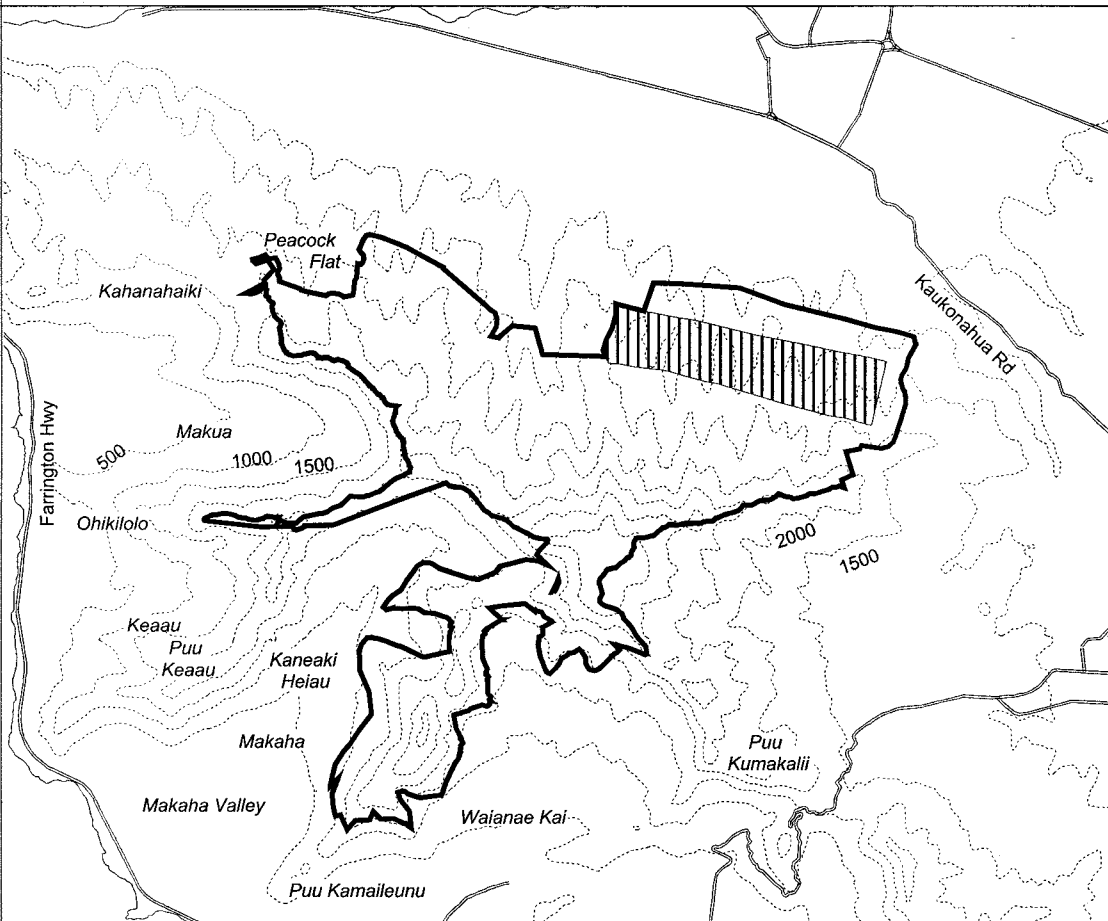 Peacock
Flat
Kahanahaiki
Kaukonahua Rd
Farrington Hwy
Makua
500
1000
1500
Ohikilolo
2000
1500
Keaau
Puu
Keaau
Kaneaki
Heiau
Makaha
Puu
Kumakalii
Makaha Valley
Waianae Kai
Puu Kamaileunu